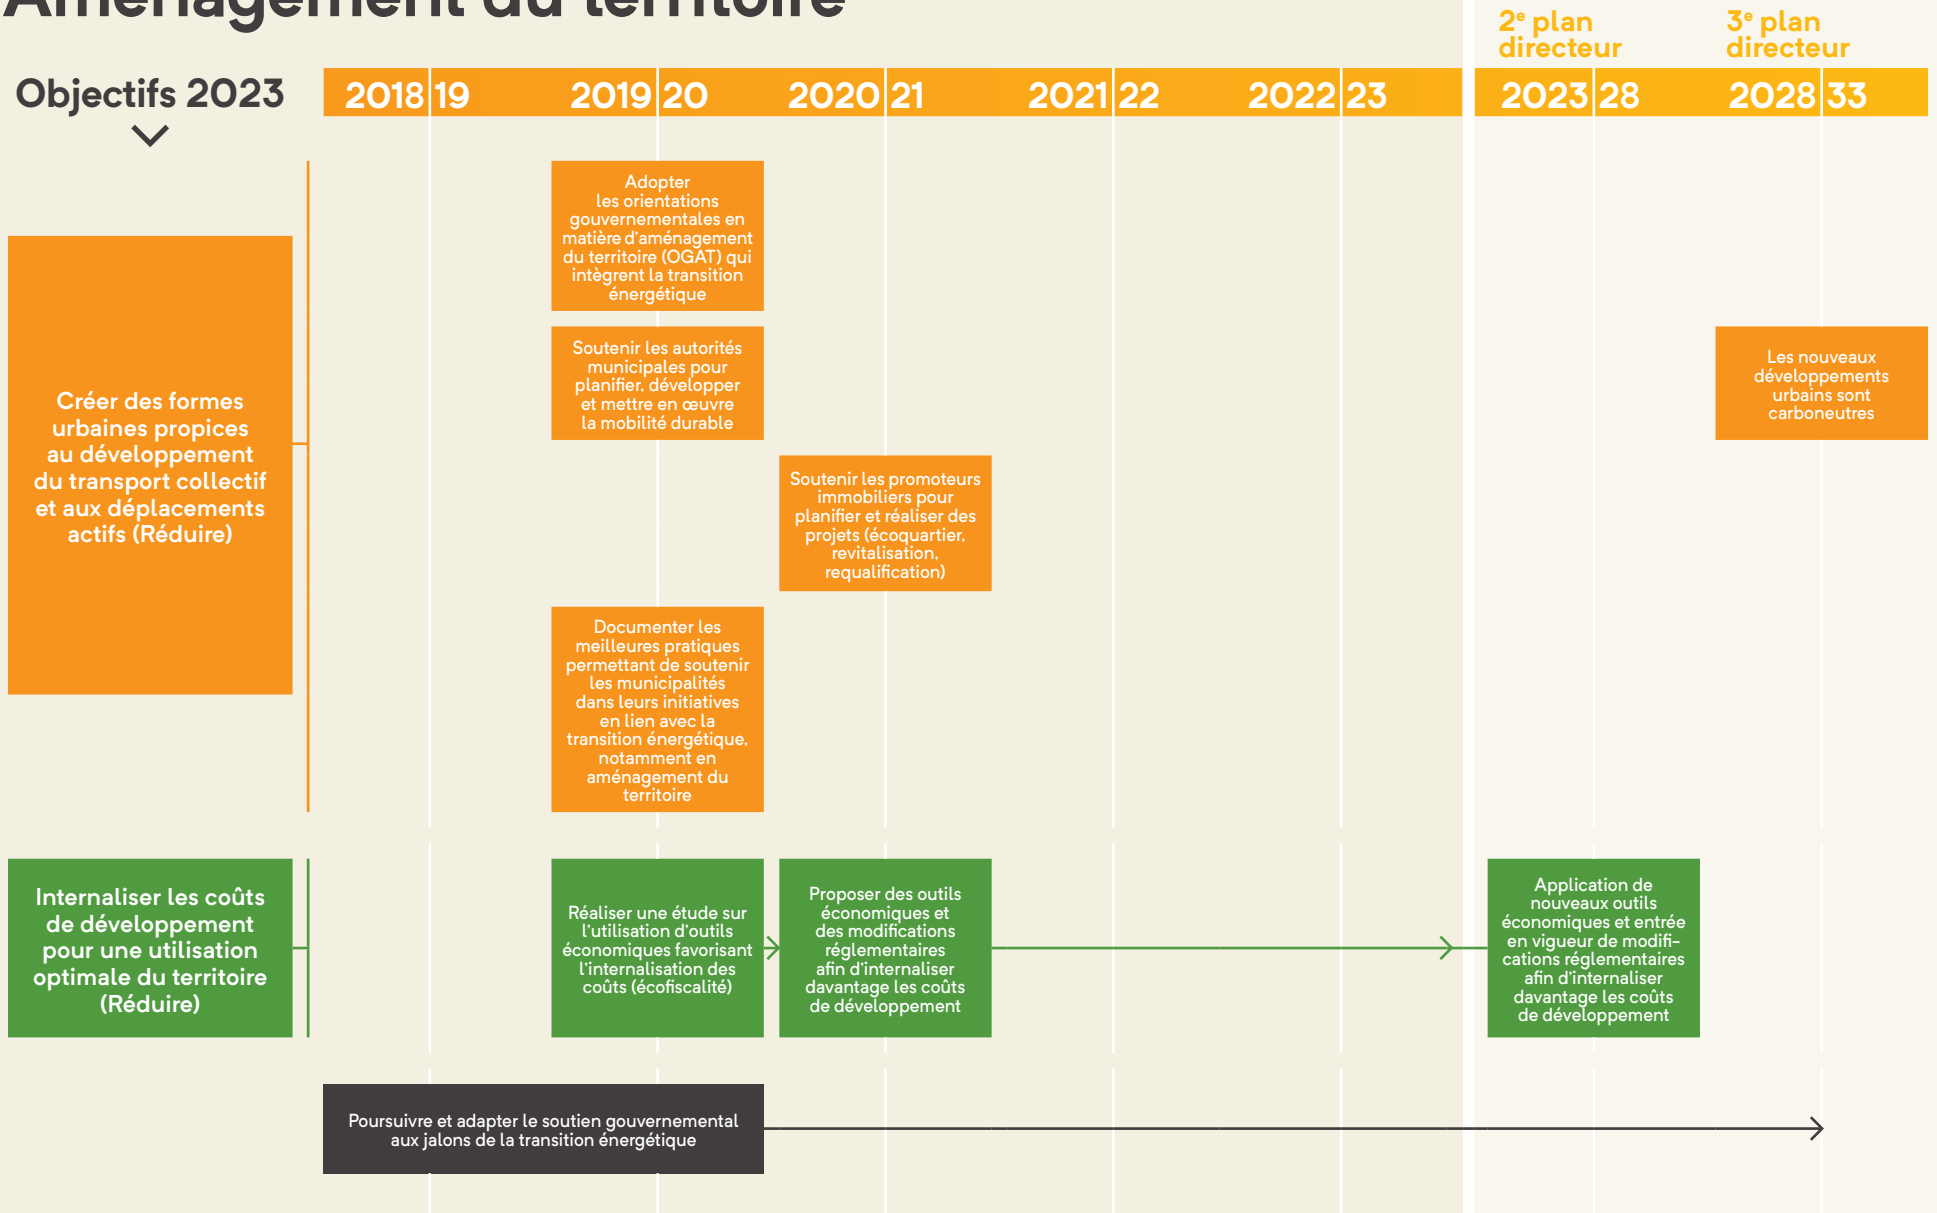 Aménagement du territoire
2e plan
directeur
3e plan
directeur
Objectifs 2023
2018 19
2019 20
2020 21
2021 22
2022 23
2023 28
2028 33
Créer des formes
urbaines propices
au développement
du transport collectif
et aux déplacements
actifs (Réduire)
Adopter
les orientations
gouvernementales en
matière d'aménagement
du territoire (OGAT) qui
intègrent la transition
énergétique
Soutenir les autorités
municipales pour
planifier, développer
et mettre en œuvre
la mobilité durable
Les nouveaux
développements
urbains sont
carboneutres
Soutenir les promoteurs
immobiliers pour
planifier et réaliser des
projets (écoquartier,
revitalisation,
requalification)
Documenter les
meilleures pratiques
permettant de soutenir
les municipalités
dans leurs initiatives
en lien avec la
transition énergétique,
notamment en
aménagement du
territoire
Internaliser les coûts
de développement
pour une utilisation
optimale du territoire
(Réduire)
Réaliser une étude sur
l'utilisation d'outils
économiques favorisant
l'internalisation des
coûts (écofiscalité)
Proposer des outils
économiques et
des modifications
réglementaires
afin d'internaliser
davantage les coûts
de développement
Application de
nouveaux outils
économiques et entrée
en vigueur de modifi-
cations réglementaires
afin d'internaliser
davantage les coûts
de développement
Poursuivre et adapter le soutien gouvernemental
aux jalons de la transition énergétique